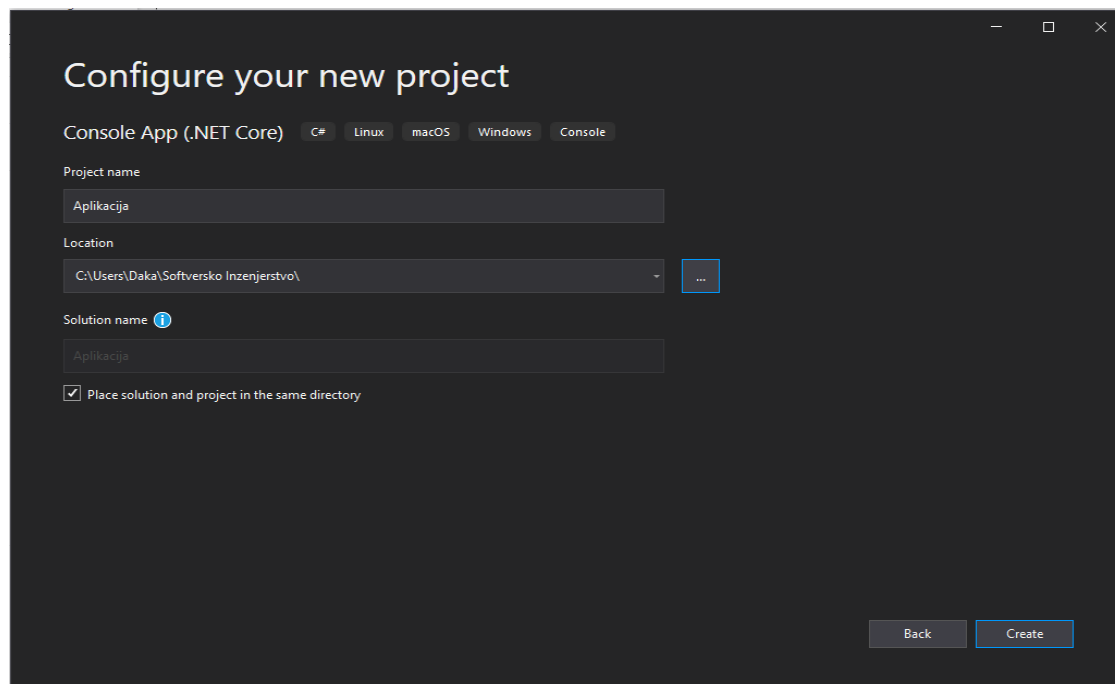 Configure your new project
Console App (.NET Core) C# Linux macOS Windows Console
Project name
Aplikacija
Location
C:\Users\Daka\Softversko Inzenjerstvo\
...
Solution name
Aplikacija
Place solution and project in the same directory
Back Create